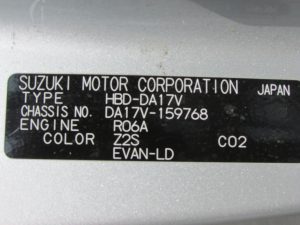 SUZUKI MOTOR CORPORATION JAPAN
TYPE HBD-DA17V
CHASSIS NO. DA17V-159768
ENGINE R06A
COLOR Z2S C02
EVAN-LD